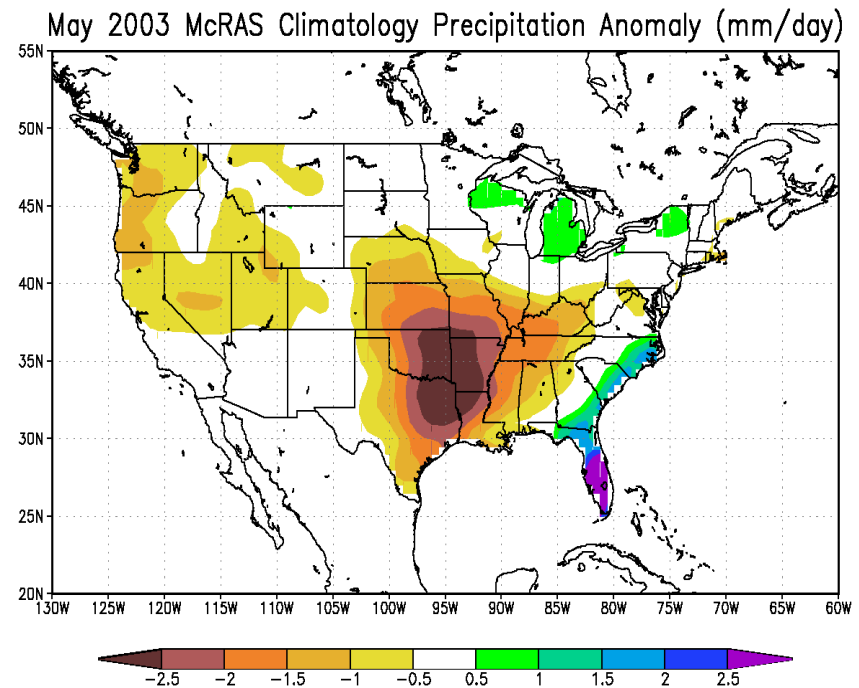 May 2003 McRAS Climatology Precipitation Anomaly (mm/day)
55N
50N
45N
40N
35N
30N
25N
20N
130W 125W 120W 115W 110W 105W 100W 95W 90W 85W 80W 75W 70W 65W 60W
-2.5 -2 -1.5 -1 -0.5 0.5 1 1.5 2 2.5